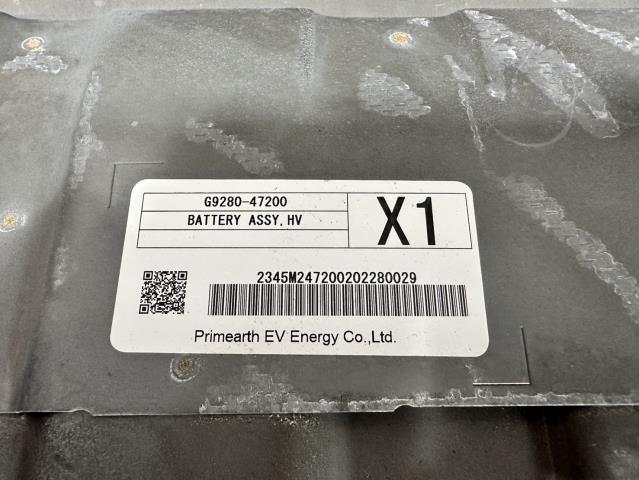 G9280-47200
BATTERY ASSY,HV
X1
2345M247200202280029
Primearth EV Energy Co.,Ltd.